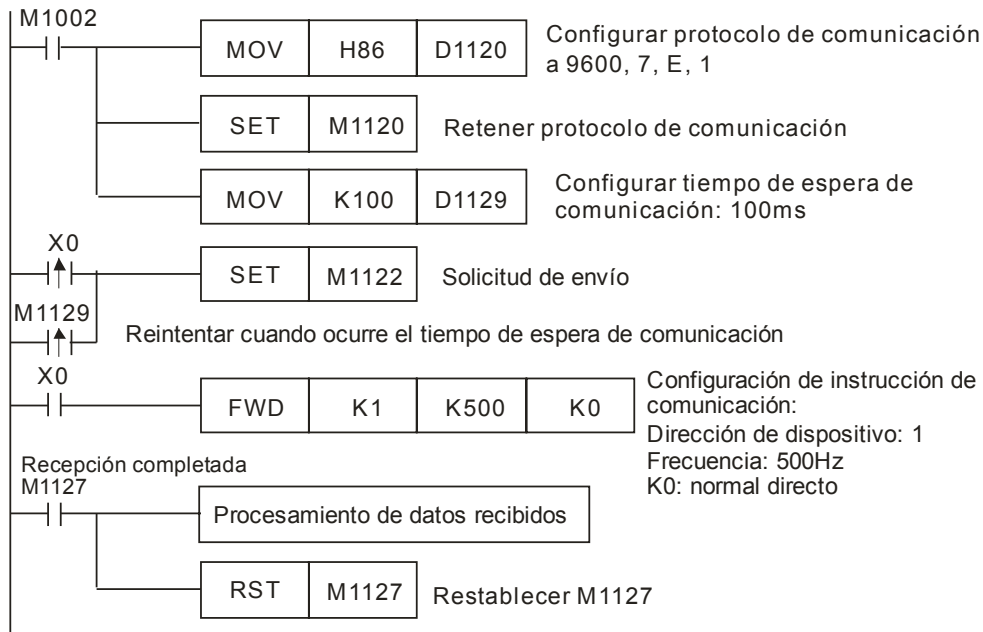 M1002
MOV H86 D1120
Configurar protocolo de comunicación
a 9600, 7, E, 1
SET M1120
Retener protocolo de comunicación
MOV K100 D1129
Configurar tiempo de espera de
comunicación: 100ms
X0
SET M1122
Solicitud de envío
M1129
Reintentar cuando ocurre el tiempo de espera de comunicación
X0
FWD K1 K500 K0
Configuración de instrucción de
comunicación:
Dirección de dispositivo: 1
Frecuencia: 500Hz
K0: normal directo
Recepción completada
M1127
Procesamiento de datos recibidos
RST M1127
Restablecer M1127